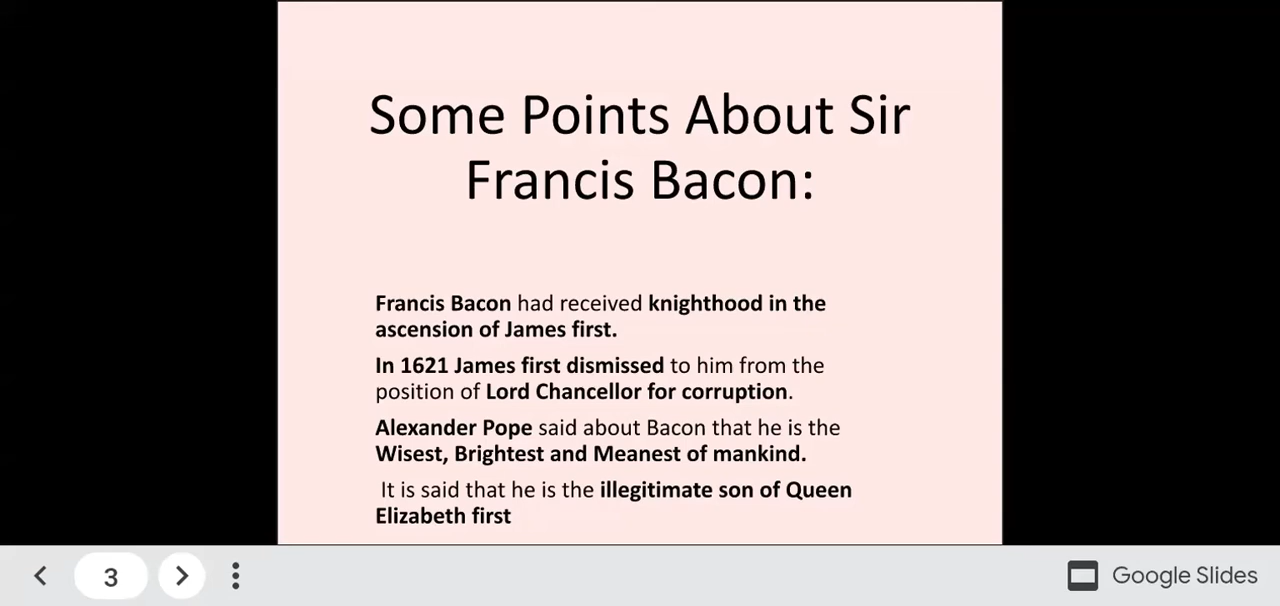 Some Points About Sir
Francis Bacon:
Francis Bacon had received knighthood in the
ascension of James first.
In 1621 James first dismissed to him from the
position of Lord Chancellor for corruption.
Alexander Pope said about Bacon that he is the
Wisest, Brightest and Meanest of mankind.
It is said that he is the illegitimate son of Queen
Elizabeth first
3
Google Slides